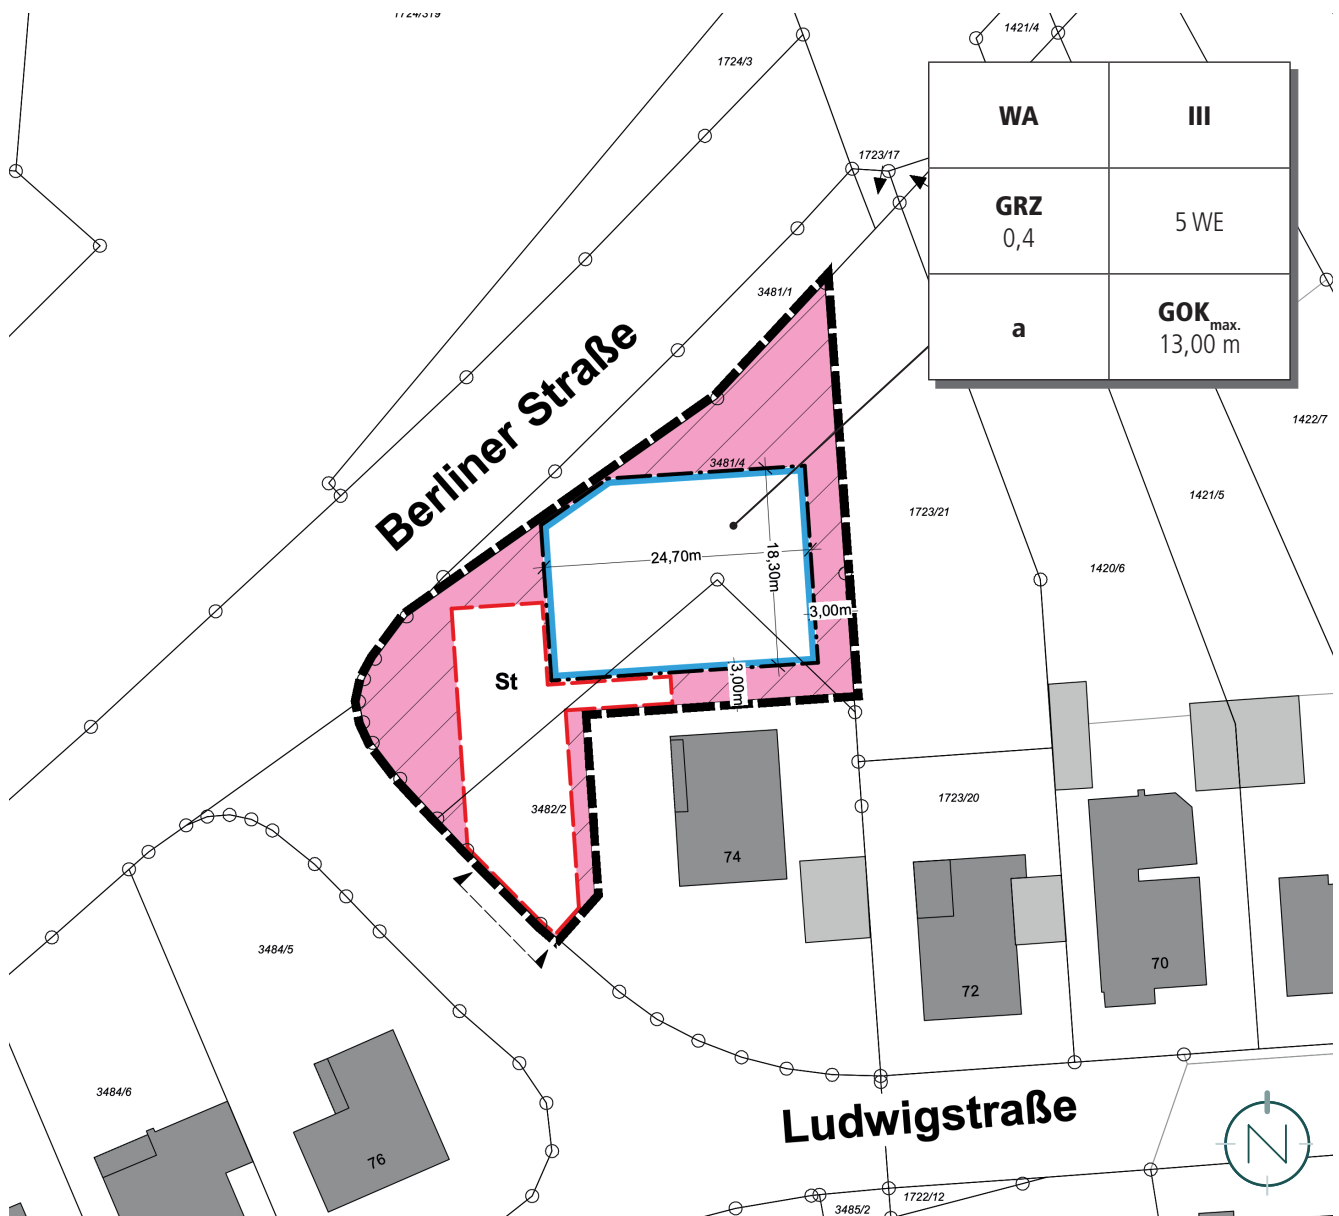 1724/319
1724/3
1421/4
1723/17
WA
III
GRZ
0,4
5 WE
a
GOK max.
13,00 m
3481/1
Berliner Straße
3481/4
24,70m
18,30m
3,00m
3,00m
St
3482/2
1422/7
1421/5
1723/21
1420/6
1723/20
74
72
70
3484/5
3484/6
76
Ludwigstraße
N
1722/12
3485/2